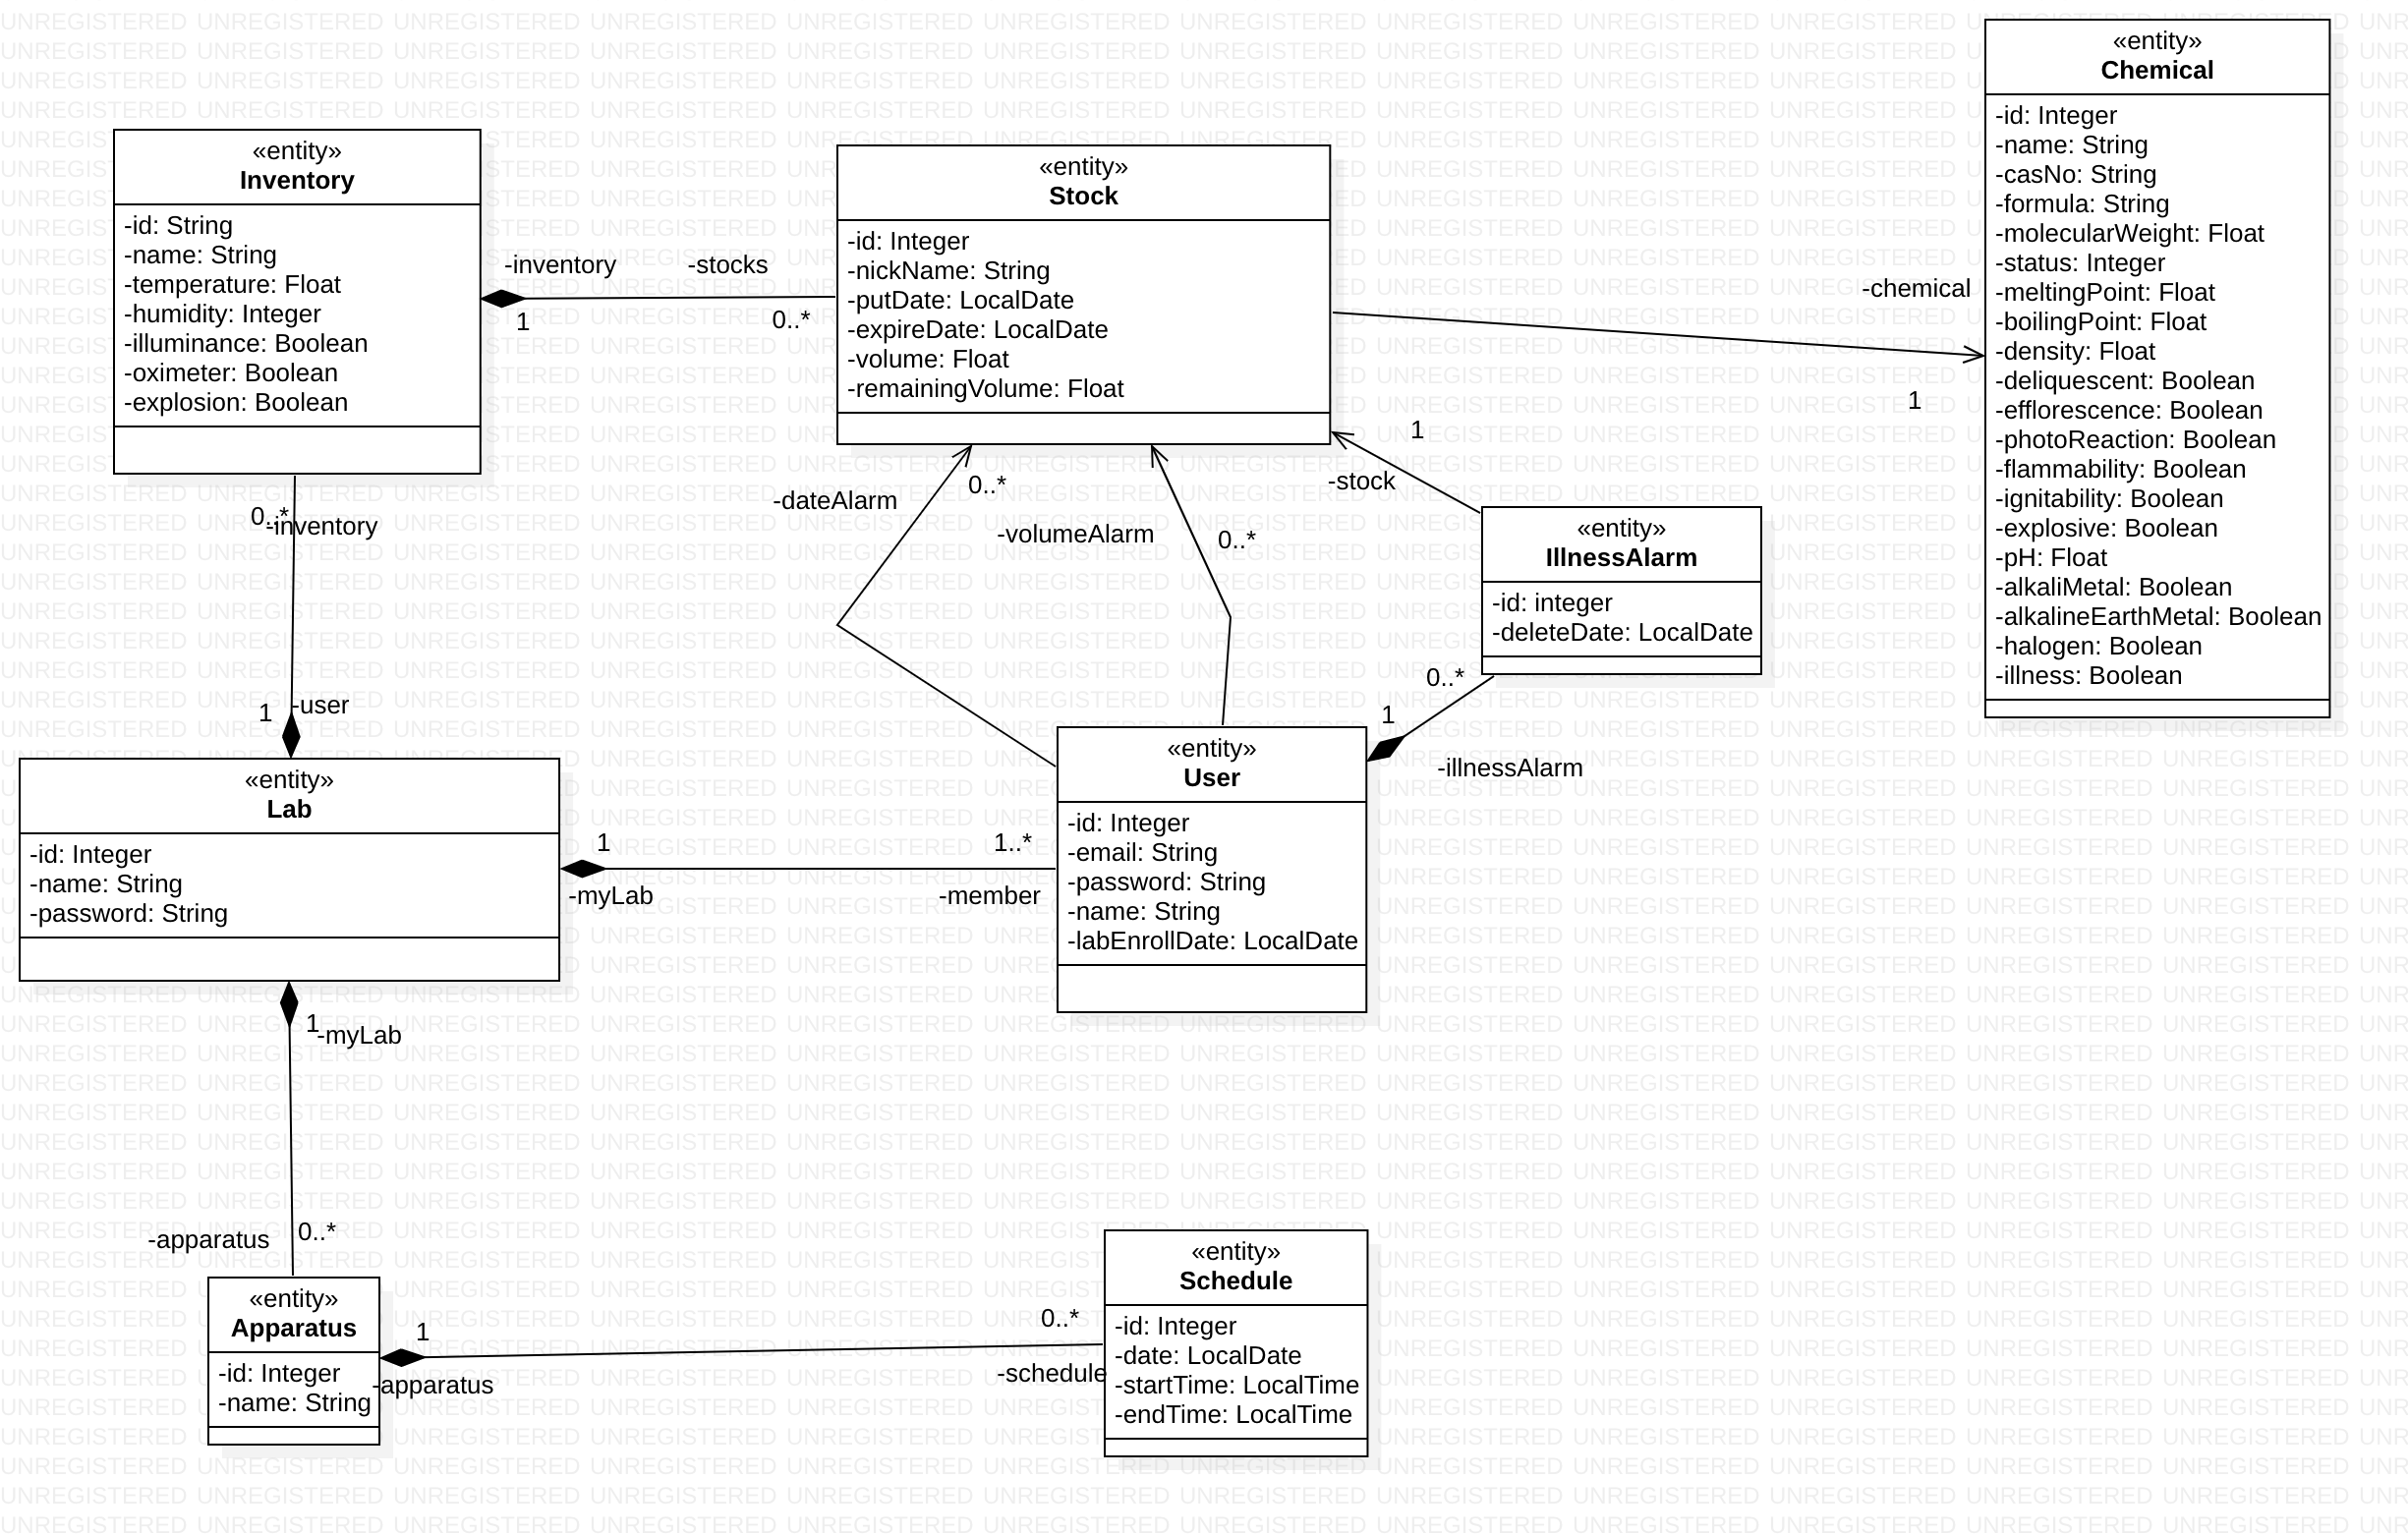 «entity»
Inventory
-id: String
-name: String
-temperature: Float
-humidity: Integer
-illuminance: Boolean
-oximeter: Boolean
-explosion: Boolean
-inventory
-stocks
1
0..*
«entity»
Stock
-id: Integer
-nickName: String
-putDate: LocalDate
-expireDate: LocalDate
-volume: Float
-remainingVolume: Float
-chemical
1
«entity»
Chemical
-id: Integer
-name: String
-casNo: String
-formula: String
-molecularWeight: Float
-status: Integer
-meltingPoint: Float
-boilingPoint: Float
-density: Float
-deliquescent: Boolean
-efflorescence: Boolean
-photoReaction: Boolean
-flammability: Boolean
-ignitability: Boolean
-explosive: Boolean
-pH: Float
-alkaliMetal: Boolean
-alkalineEarthMetal: Boolean
-halogen: Boolean
-illness: Boolean
0..*
-inventory
-dateAlarm
0..*
-volumeAlarm
0..*
1
-stock
«entity»
IllnessAlarm
-id: integer
-deleteDate: LocalDate
0..*
1
-illnessAlarm
1
-user
«entity»
Lab
-id: Integer
-name: String
-password: String
1
1..*
-myLab
-member
«entity»
User
-id: Integer
-email: String
-password: String
-name: String
-labEnrollDate: LocalDate
1
-myLab
-apparatus
0..*
«entity»
Apparatus
-id: Integer
-name: String
1
-apparatus
0..*
-schedule
«entity»
Schedule
-id: Integer
-date: LocalDate
-startTime: LocalTime
-endTime: LocalTime
UNREGISTERED